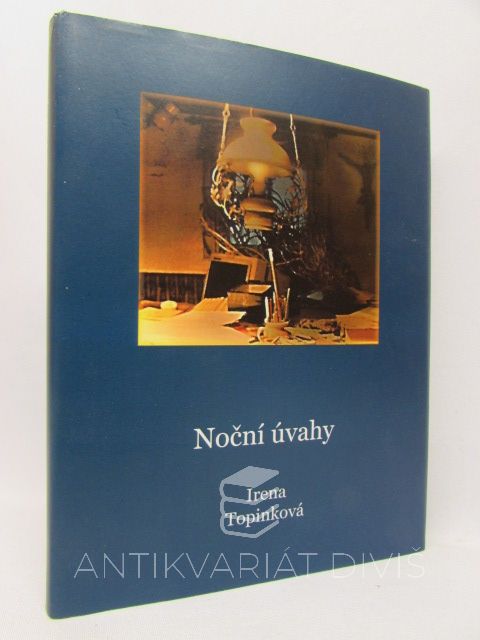 Noční úvahy
Irena
Topinková
ANTIKVARIÁT DIVIŠ